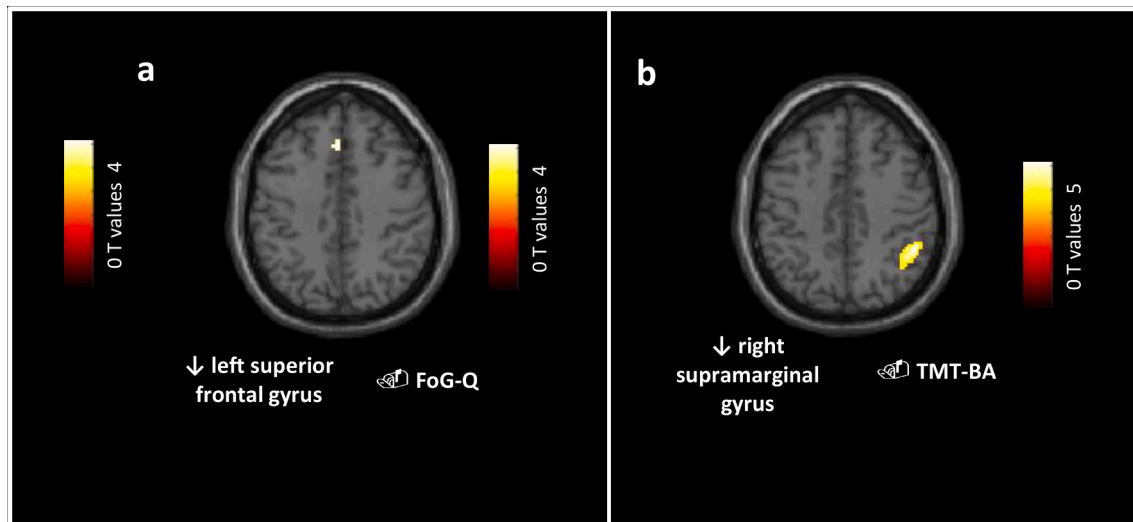 a
0 T values 4
0 T values 4
↓ left superior
frontal gyrus
FoG-Q
b
0 T values 5
↓ right
supramarginal
gyrus
TMT-BA